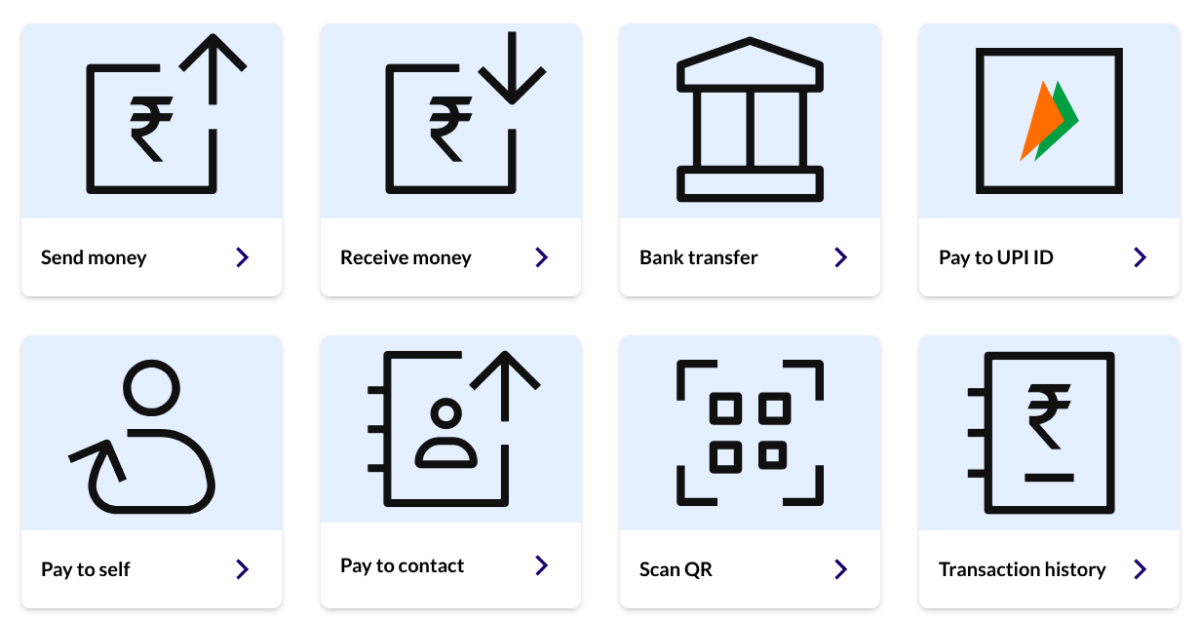 ₹
₹
Send money
Receive money
Bank transfer
Pay to UPI ID
₹
Pay to self
Pay to contact
Scan QR
Transaction history